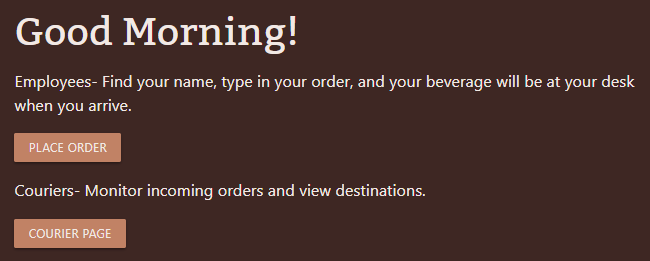 Good Morning!
Employees- Find your name, type in your order, and your beverage will be at your desk
when you arrive.
PLACE ORDER
Couriers- Monitor incoming orders and view destinations.
COURIER PAGE